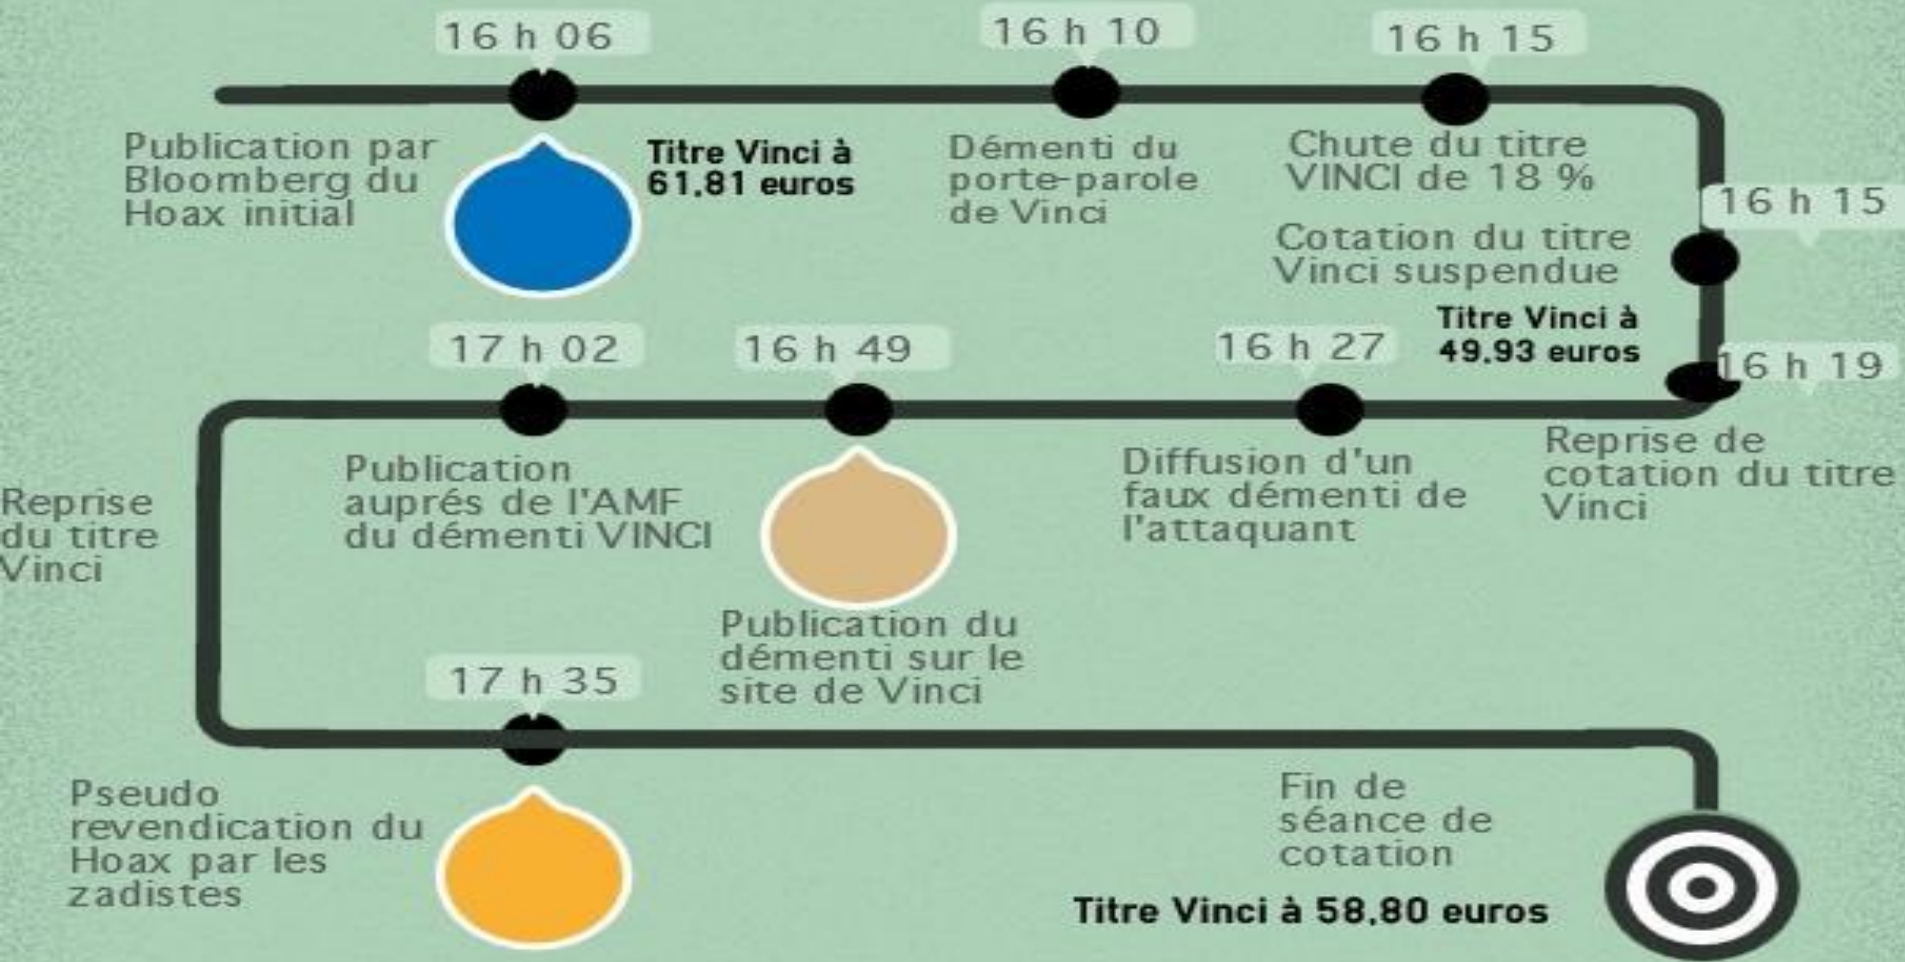 16 h 06
Publication par
Bloomberg du
Hoax initial
Titre Vinci à
61,81 euros
16 h 10
Démenti du
porte-parole
de Vinci
16 h 15
Chute du titre
VINCI de 18 %
16 h 15
Cotation du titre
Vinci suspendue
Titre Vinci à
49,93 euros
16 h 19
Reprise de
cotation du titre
Vinci
16 h 27
Diffusion d'un
faux démenti de
l'attaquant
16 h 49
Publication du
démenti sur le
site de Vinci
17 h 02
Publication
auprés de l'AMF
du démenti VINCI
Reprise
du titre
Vinci
17 h 35
Pseudo
revendication du
Hoax par les
zadistes
Fin de
séance de
cotation
Titre Vinci à 58,80 euros